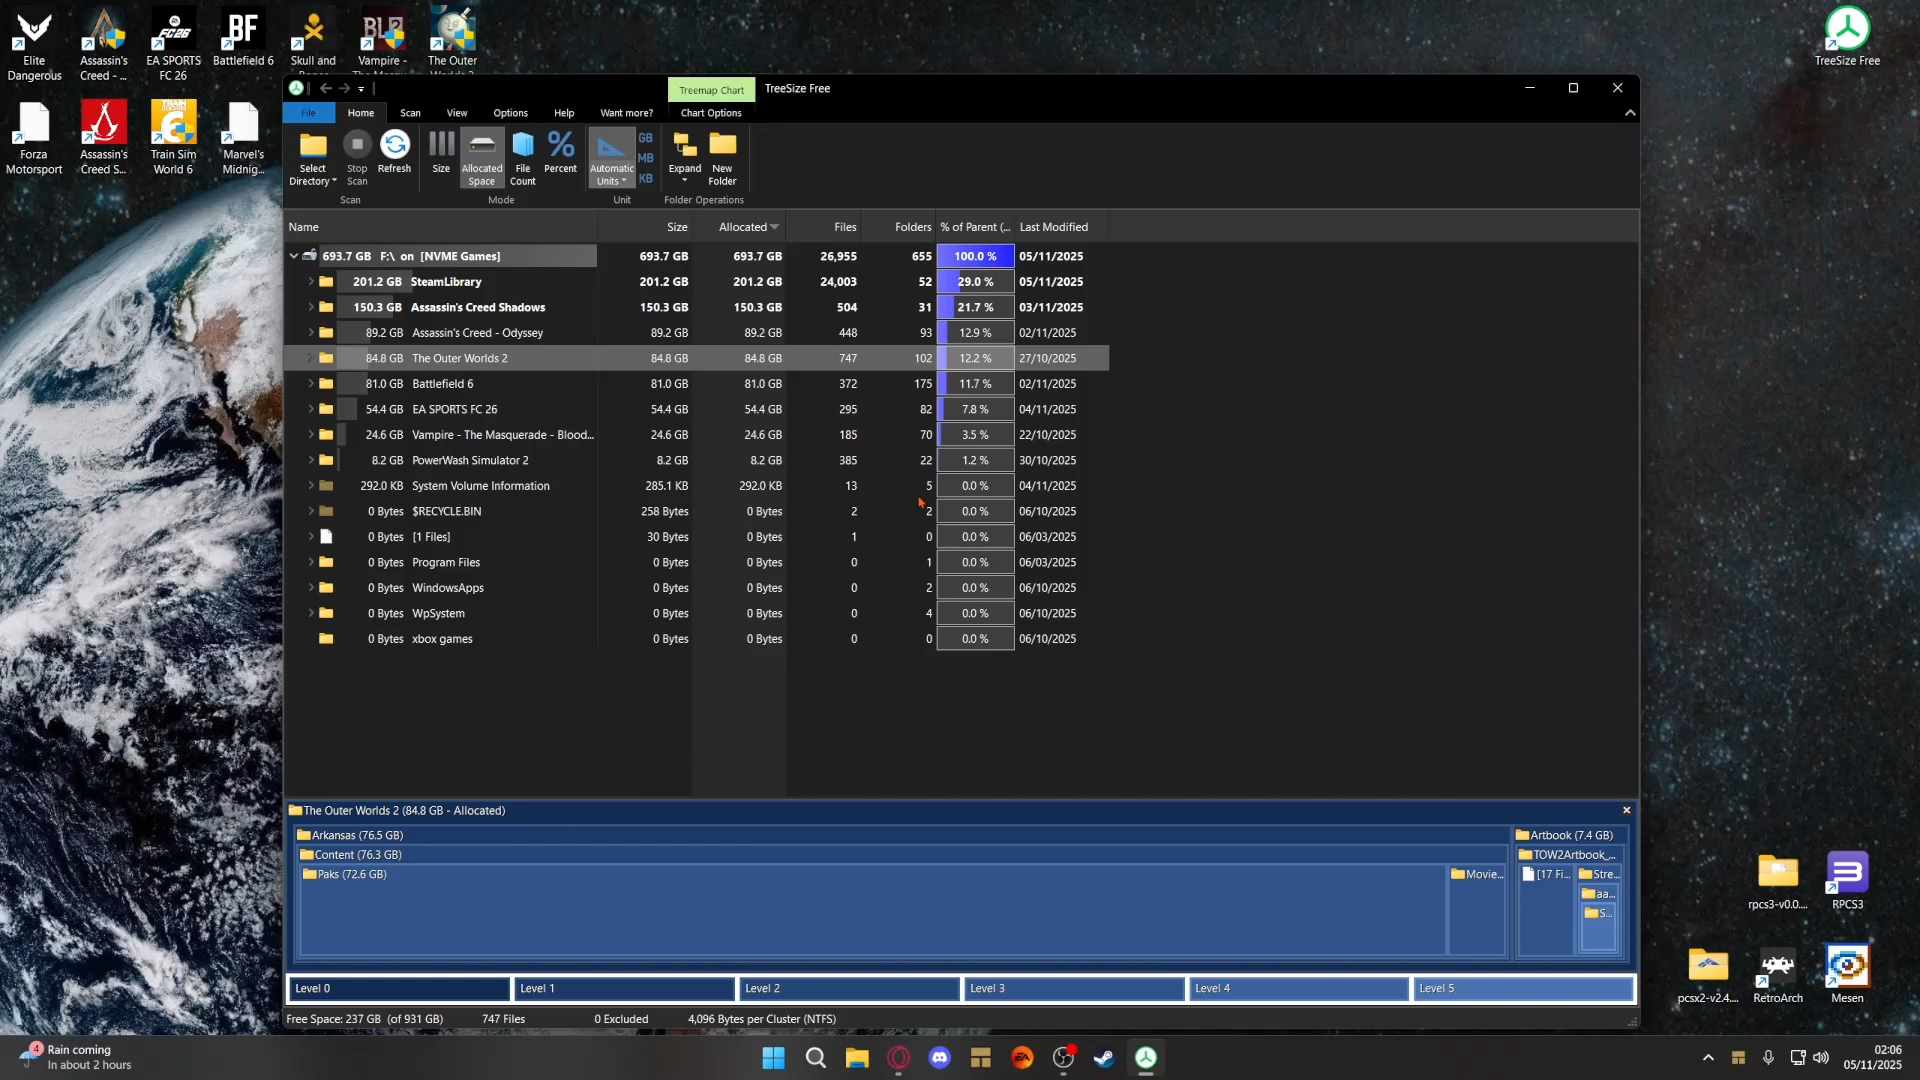 Elite
Dangerous
Assassin's
Creed - ...
EA SPORTS
FC 26
Battlefield 6
Skull and
Vampire -
The Outer
TreeSize Free
Forza
Motorsport
Assassin's
Creed S...
Train Sim
World 6
Marvel's
Midnig...
Treemap Chart
TreeSize Free
File
Home
Scan
View
Options
Help
Want more?
Chart Options
Select
Directory
Stop
Scan
Refresh
Size
Allocated
Space
File
Count
Percent
Automatic
Units
GB
MB
KB
Expand
New
Folder
Scan
Mode
Unit
Folder Operations
Name Size Allocated Files Folders % of Parent (... Last Modified
693.7 GB F:\ on [NVME Games] 693.7 GB 693.7 GB 26,955 655 100.0 % 05/11/2025
201.2 GB SteamLibrary 201.2 GB 201.2 GB 24,003 52 29.0 % 05/11/2025
150.3 GB Assassin's Creed Shadows 150.3 GB 150.3 GB 504 31 21.7 % 03/11/2025
89.2 GB Assassin's Creed - Odyssey 89.2 GB 89.2 GB 448 93 12.9 % 02/11/2025
84.8 GB The Outer Worlds 2 84.8 GB 84.8 GB 747 102 12.2 % 27/10/2025
81.0 GB Battlefield 6 81.0 GB 81.0 GB 372 175 11.7 % 02/11/2025
54.4 GB EA SPORTS FC 26 54.4 GB 54.4 GB 295 82 7.8 % 04/11/2025
24.6 GB Vampire - The Masquerade - Blood... 24.6 GB 24.6 GB 185 70 3.5 % 22/10/2025
8.2 GB PowerWash Simulator 2 8.2 GB 8.2 GB 385 22 1.2 % 30/10/2025
292.0 KB System Volume Information 285.1 KB 292.0 KB 13 5 0.0 % 04/11/2025
0 Bytes $RECYCLE.BIN 258 Bytes 0 Bytes 2 2 0.0 % 06/10/2025
0 Bytes [1 Files] 30 Bytes 0 Bytes 1 0 0.0 % 06/03/2025
0 Bytes Program Files 0 Bytes 0 Bytes 0 1 0.0 % 06/03/2025
0 Bytes WindowsApps 0 Bytes 0 Bytes 0 2 0.0 % 06/10/2025
0 Bytes WpSystem 0 Bytes 0 Bytes 0 4 0.0 % 06/10/2025
0 Bytes xbox games 0 Bytes 0 Bytes 0 0 0.0 % 06/10/2025
The Outer Worlds 2 (84.8 GB - Allocated)
Arkansas (76.5 GB)
Artbook (7.4 GB)
Content (76.3 GB)
TOW2Artbook_...
Paks (72.6 GB)
Movie...
[17 Fi...
Stre...
aa...
S...
Level 0
Level 1
Level 2
Level 3
Level 4
Level 5
Free Space: 237 GB (of 931 GB)
747 Files
0 Excluded
4,096 Bytes per Cluster (NTFS)
rpcs3-v0.0....
RPCS3
pcsx2-v2.4....
RetroArch
Mesen
4
Rain coming
In about 2 hours
02:06
05/11/2025